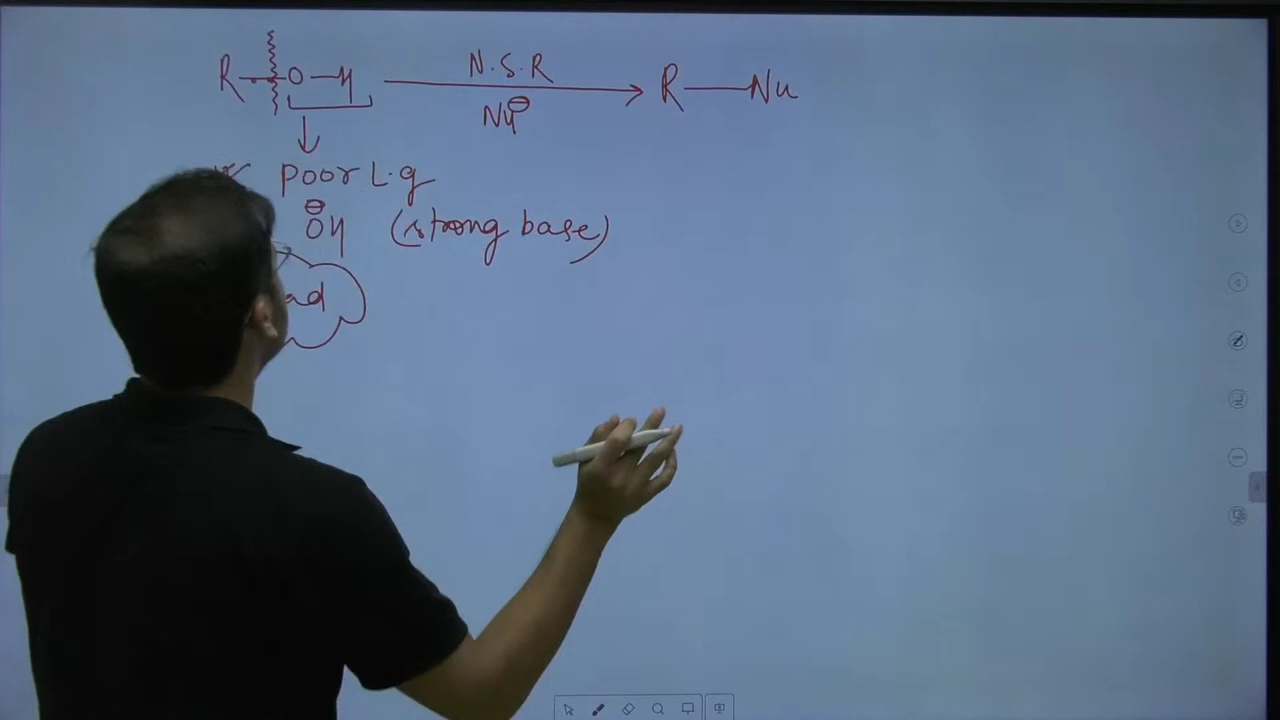 R—O—H N.S.R R—Nu
Nu⊖
Poor L.g
⊖
OH (strong base)